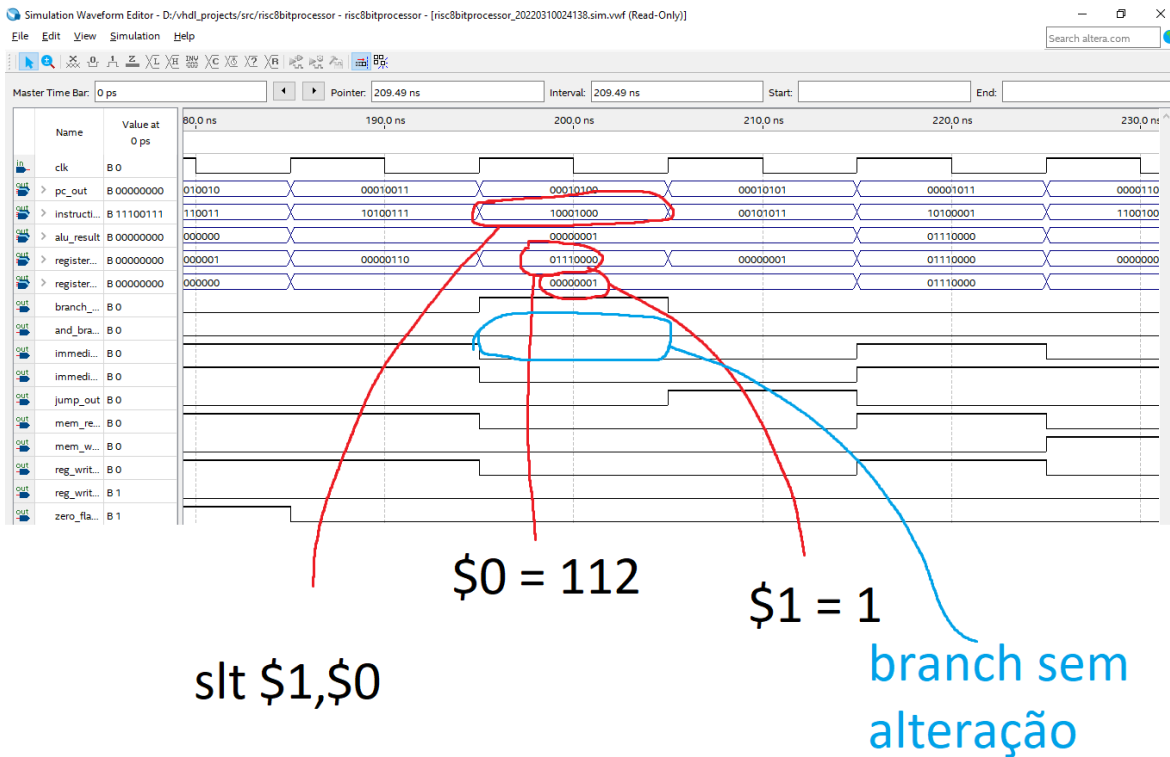 Simulation Waveform Editor - D:/vhdl_projects/src/risc8bitprocessor - risc8bitprocessor - [risc8bitprocessor_20220310024138.sim.vwf (Read-Only)]
File Edit View Simulation Help
Search altera.com
Master Time Bar: 0 ps Pointer: 209.49 ns Interval: 209.49 ns Start: End:
Name Value at 0 ps 80.0 ns 190.0 ns 200.0 ns 210.0 ns 220.0 ns 230.0 ns
clk B 0
pc_out B 00000000 010010 00010011 00010100 00010101 00001011 0000110
instructi... B 11100111 110011 10100111 10001000 00101011 10100001 1100100
alu_result B 00000000 000000 00000001 01110000
register... B 00000000 000001 00000110 01110000 00000001 01110000 0000000
register... B 00000000 000000 00000001 01110000
branch_... B 0
and_bra... B 0
immedi... B 0
immedi... B 0
jump_out B 0
mem_re... B 0
mem_w... B 0
reg_writ... B 0
reg_writ... B 1
zero_fla... B 1
$0 = 112
$1 = 1
slt $1,$0
branch sem
alteração